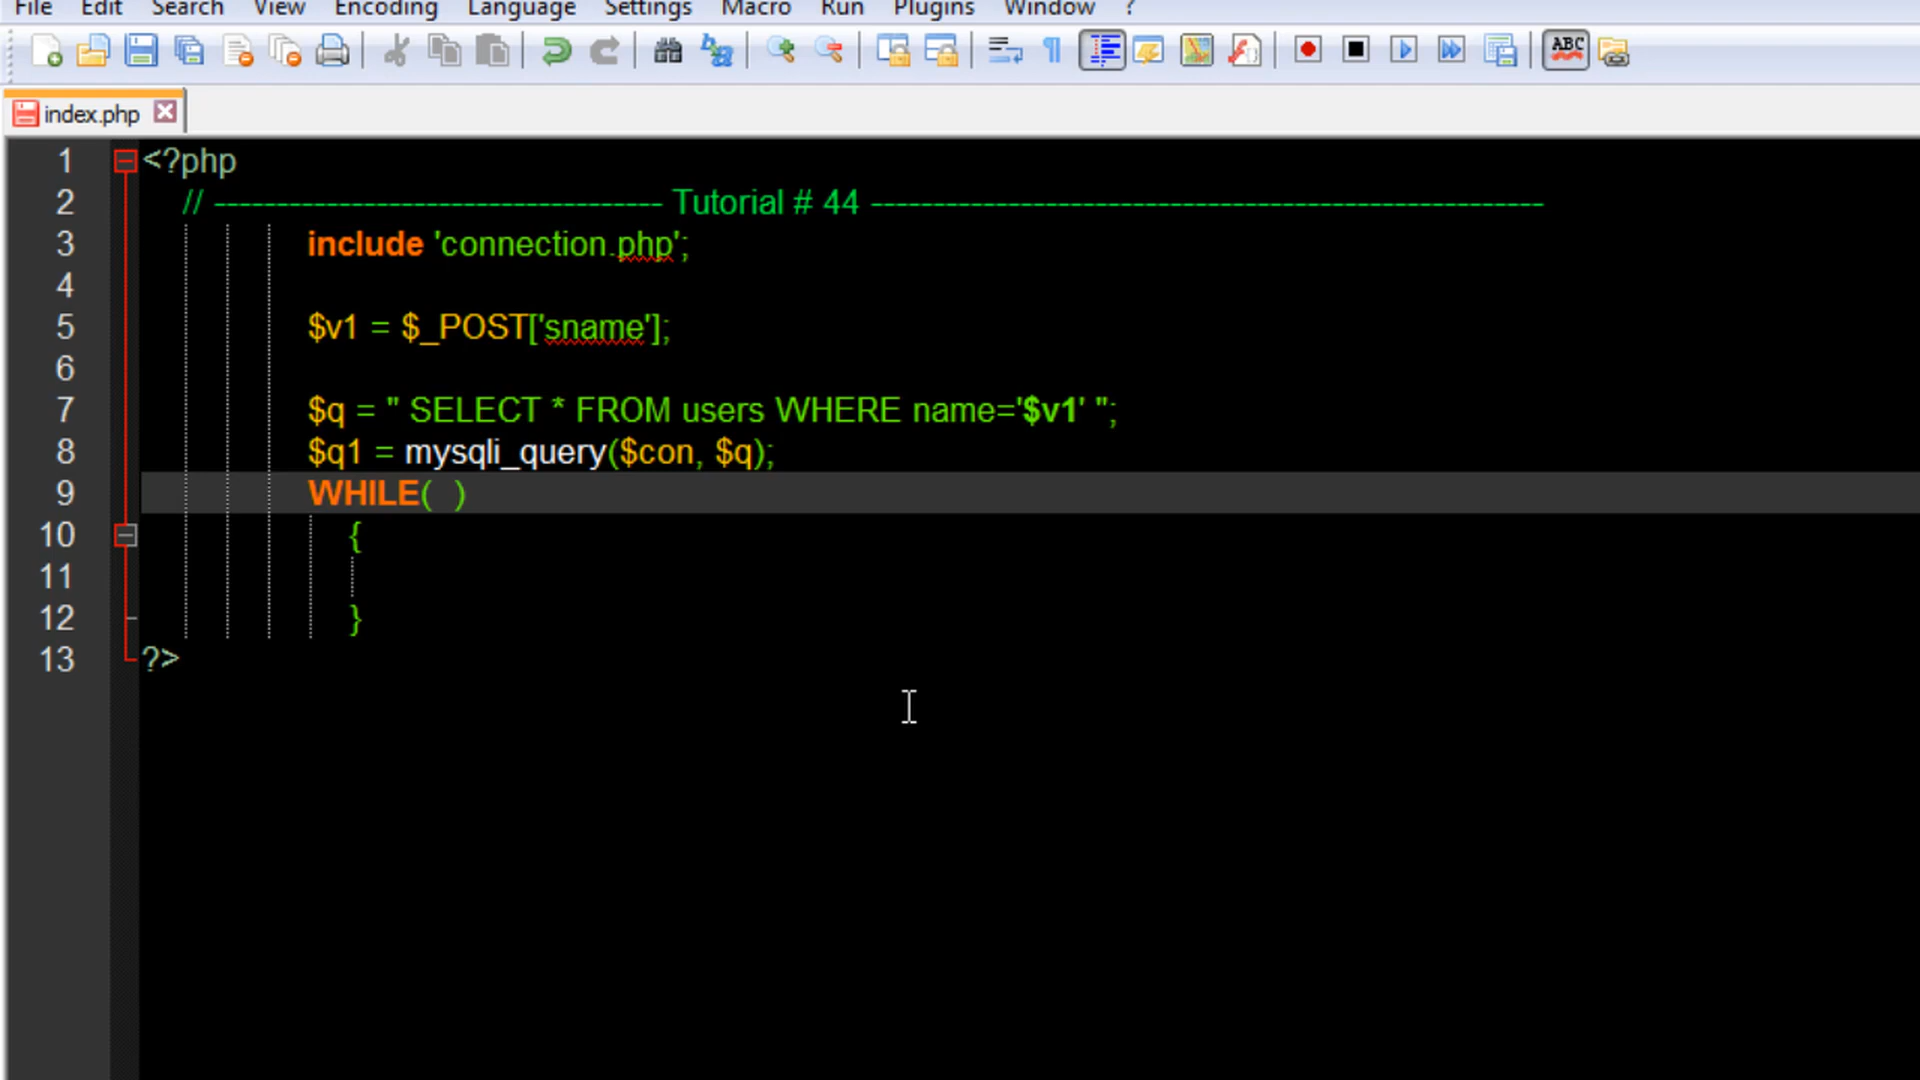 File Edit Search View Encoding Language Settings Macro Run Plugins Window ?
ABC
index.php
1 <?php
2 // ------------------------------------ Tutorial # 44 ------------------------------------------------------
3 include 'connection.php';
4
5 $v1 = $_POST['sname'];
6
7 $q = " SELECT * FROM users WHERE name='$v1' ";
8 $q1 = mysqli_query($con, $q);
9 WHILE(  )
10 {
11
12 }
13 ?>